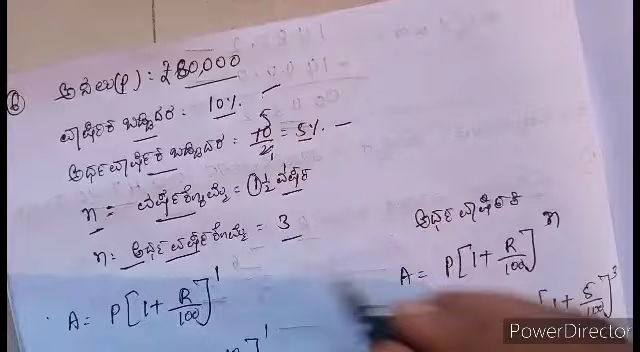 6 ಅಸಲು(P) : ₹80,000
ವಾರ್ಷಿಕ ಬಡ್ಡಿದರ : 10%
ಅರ್ಧವಾರ್ಷಿಕ ಬಡ್ಡಿದರ : 10/2 = 5%.
n = ವರ್ಷಗಳ ಸಂಖ್ಯೆ = 1½ ವರ್ಷ
n: ಅರ್ಧ ವರ್ಷಗಳ ಸಂಖ್ಯೆ = 3
A = P[1+R/100]¹
ಅರ್ಧ ವಾರ್ಷಿಕ
A = P[1+R/100]ⁿ
[1+5/100]³
PowerDirector